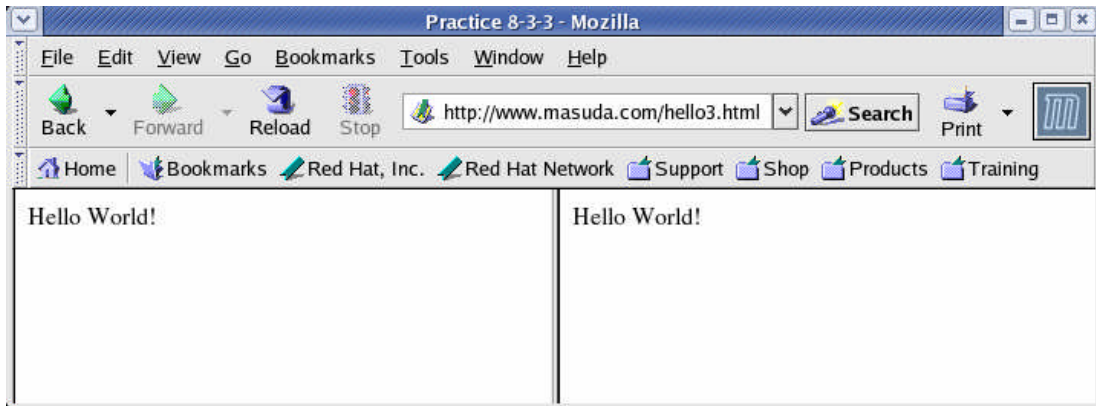 Practice 8-3-3 - Mozilla
File Edit View Go Bookmarks Tools Window Help
Back Forward Reload Stop http://www.masuda.com/hello3.html Search Print
Home Bookmarks Red Hat, Inc. Red Hat Network Support Shop Products Training
Hello World! Hello World!